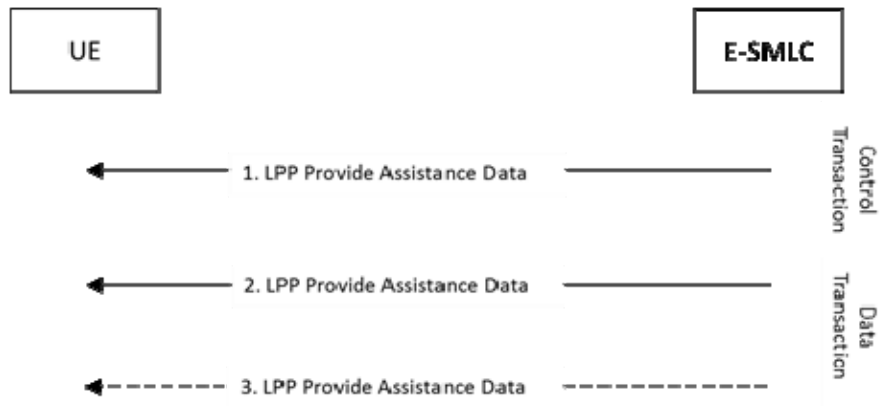 UE
E-SMLC
1. LPP Provide Assistance Data
Control
Transaction
2. LPP Provide Assistance Data
Data
Transaction
3. LPP Provide Assistance Data